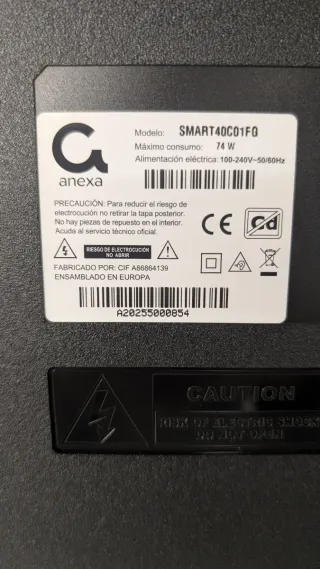 anexa
Modelo: SMART40C01FG
Máximo consumo: 74 W
Alimentación eléctrica: 100-240V~50/60Hz
PRECAUCIÓN: Para reducir el riesgo de
electrocución no retirar la tapa posterior.
No hay piezas de repuesto en el interior.
Acuda al servicio técnico oficial.
RIESGO DE ELECTROCUCIÓN
NO ABRIR
CE
Cd
FABRICADO POR: CIF A86864139
ENSAMBLADO EN EUROPA
A20255000854
CAUTION
RISK OF ELECTRIC SHOCK
DO NOT OPEN